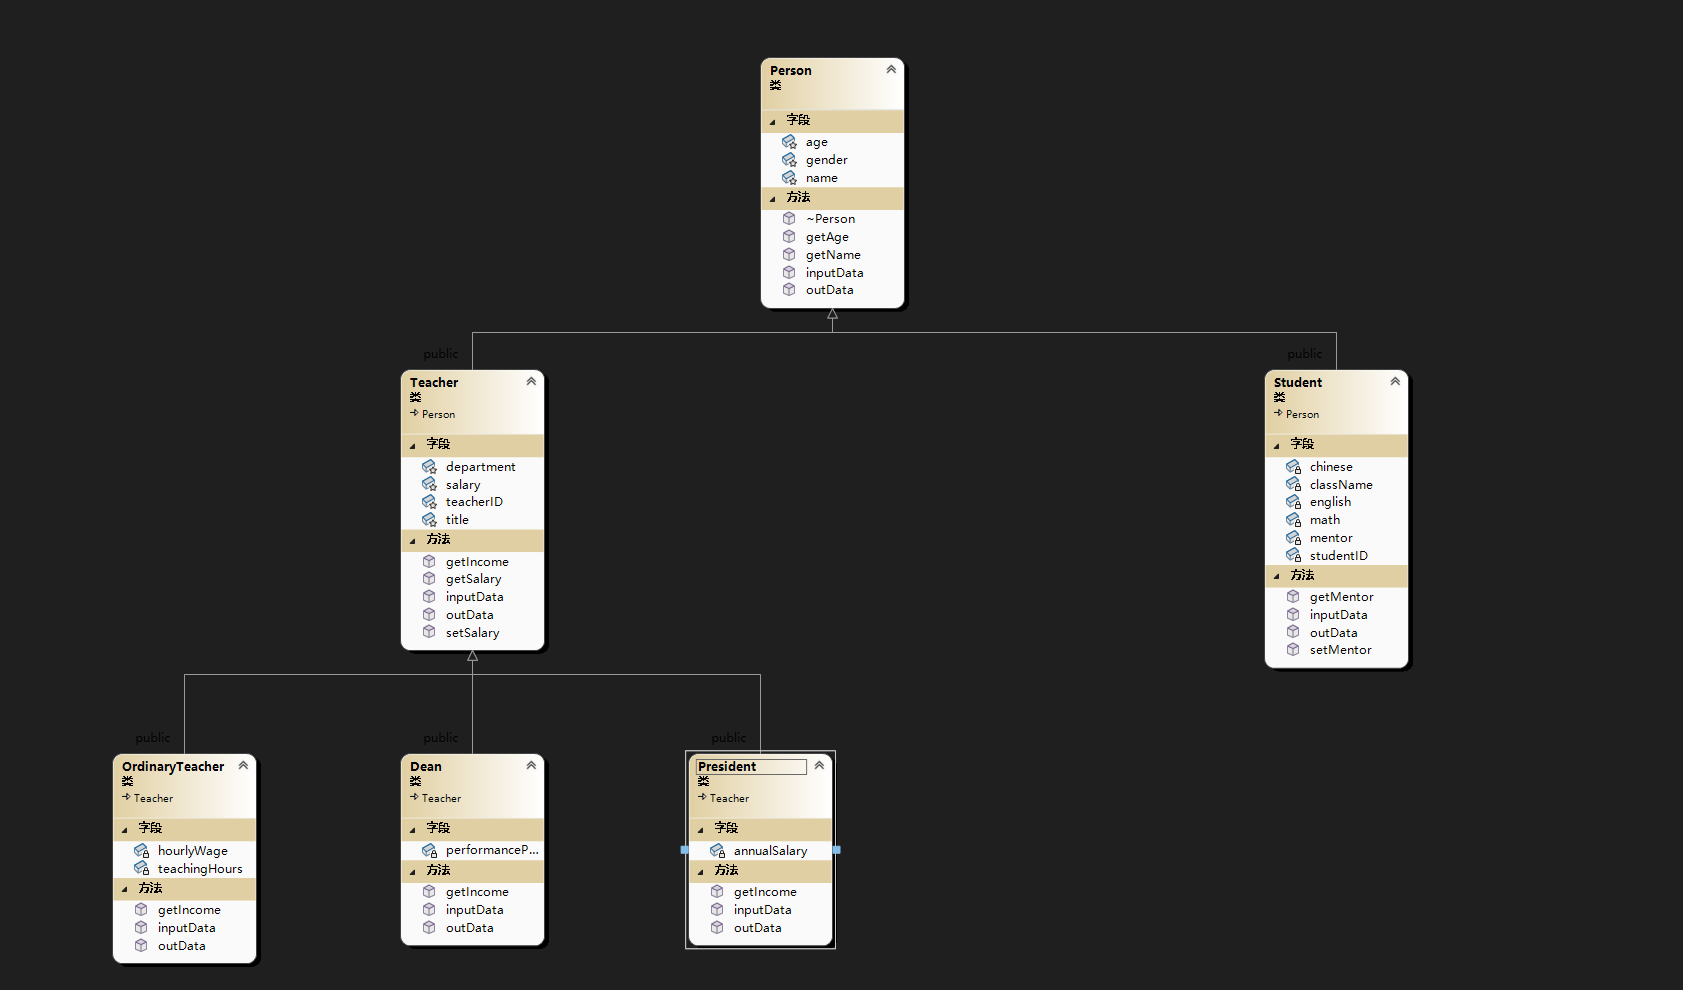 Person
类
字段
age
gender
name
方法
~Person
getAge
getName
inputData
outData
public
public
Teacher
类
Person
字段
department
salary
teacherID
title
方法
getIncome
getSalary
inputData
outData
setSalary
Student
类
Person
字段
chinese
className
english
math
mentor
studentID
方法
getMentor
inputData
outData
setMentor
public
public
public
OrdinaryTeacher
类
Teacher
字段
hourlyWage
teachingHours
方法
getIncome
inputData
outData
Dean
类
Teacher
字段
performanceP...
方法
getIncome
inputData
outData
President
类
Teacher
字段
annualSalary
方法
getIncome
inputData
outData